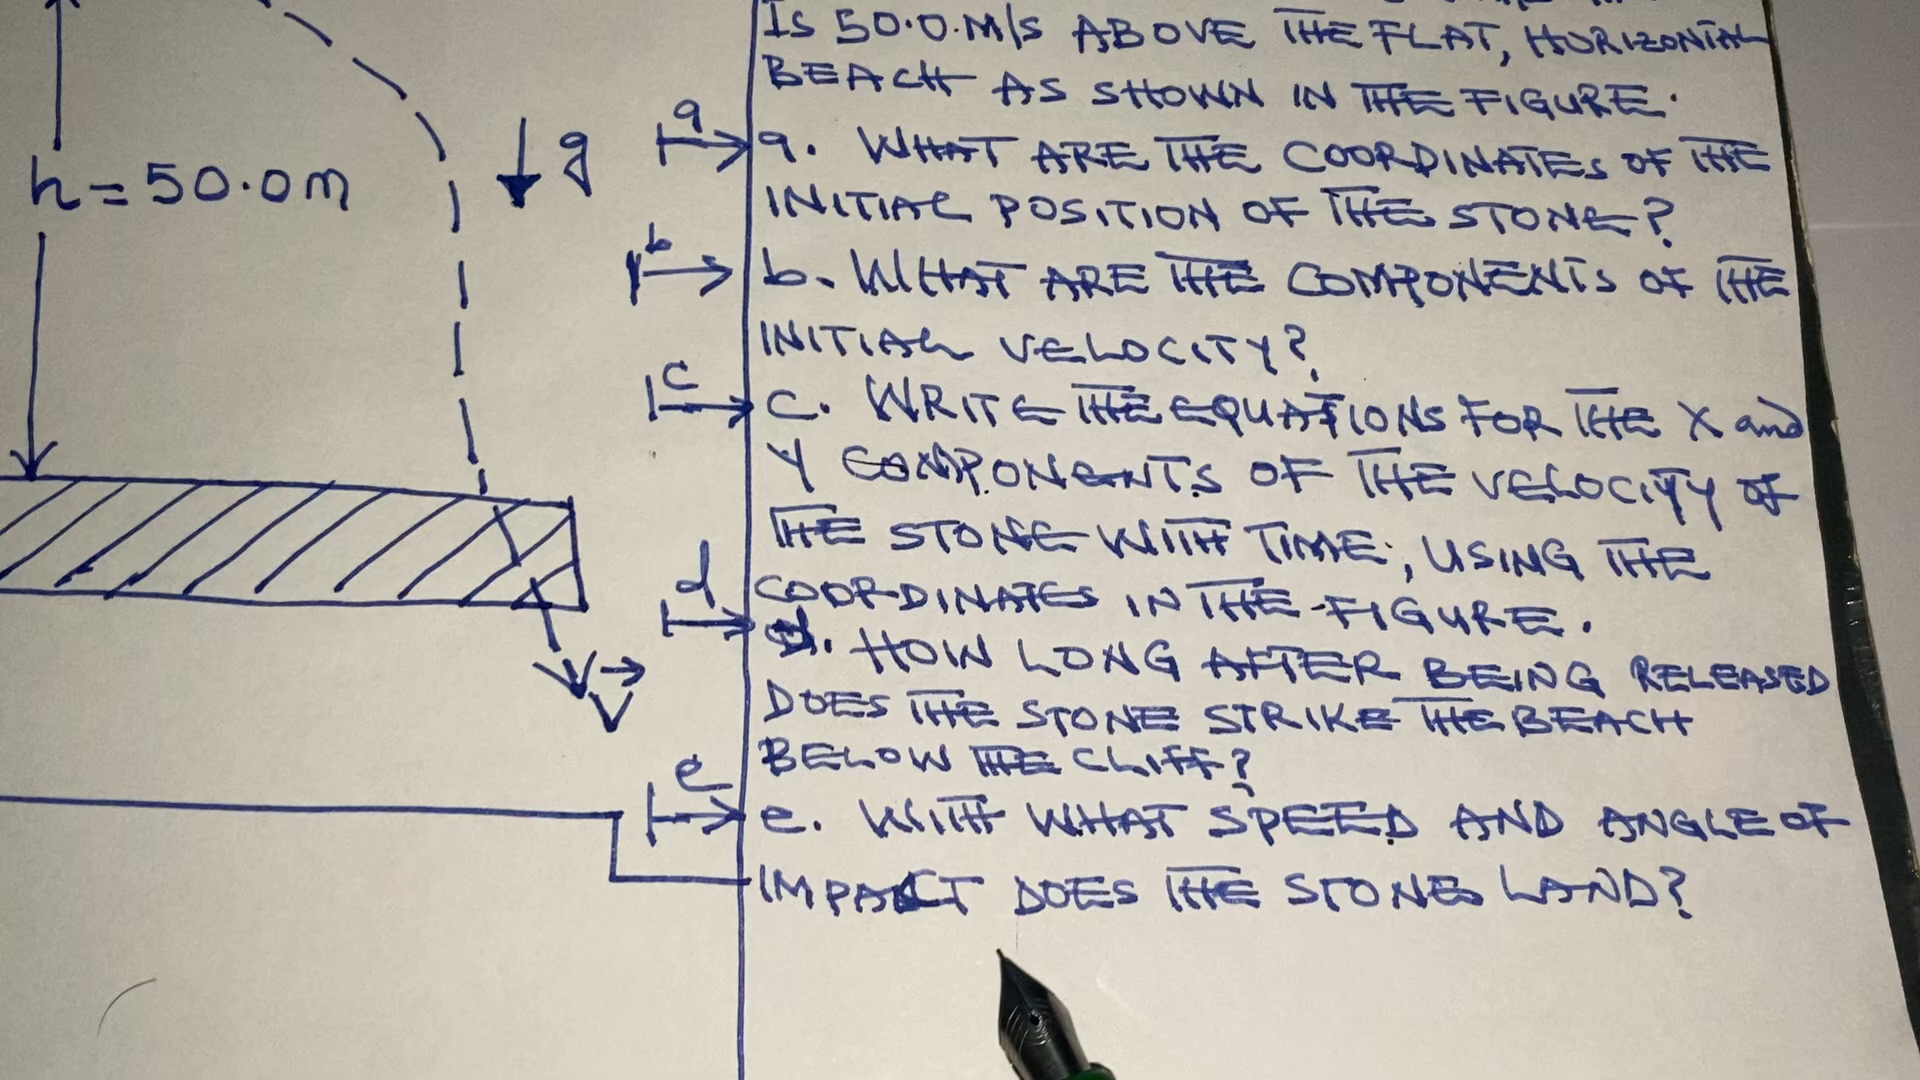 IS 50.0.M/S ABOVE THE FLAT, HORIZONTAL
BEACH AS SHOWN IN THE FIGURE.
a
a. WHAT ARE THE COORDINATES OF THE
INITIAL POSITION OF THE STONE?
b
b. WHAT ARE THE COMPONENTS OF THE
INITIAL VELOCITY?
c
c. WRITE THE EQUATIONS FOR THE X and
Y COMPONENTS OF THE VELOCITY OF
THE STONE WITH TIME, USING THE
COORDINATES IN THE FIGURE.
d
d. HOW LONG AFTER BEING RELEASED
DOES THE STONE STRIKE THE BEACH
BELOW THE CLIFF?
e
e. WITH WHAT SPEED AND ANGLE OF
IMPACT DOES THE STONE LAND?
h = 50.0m
g
V